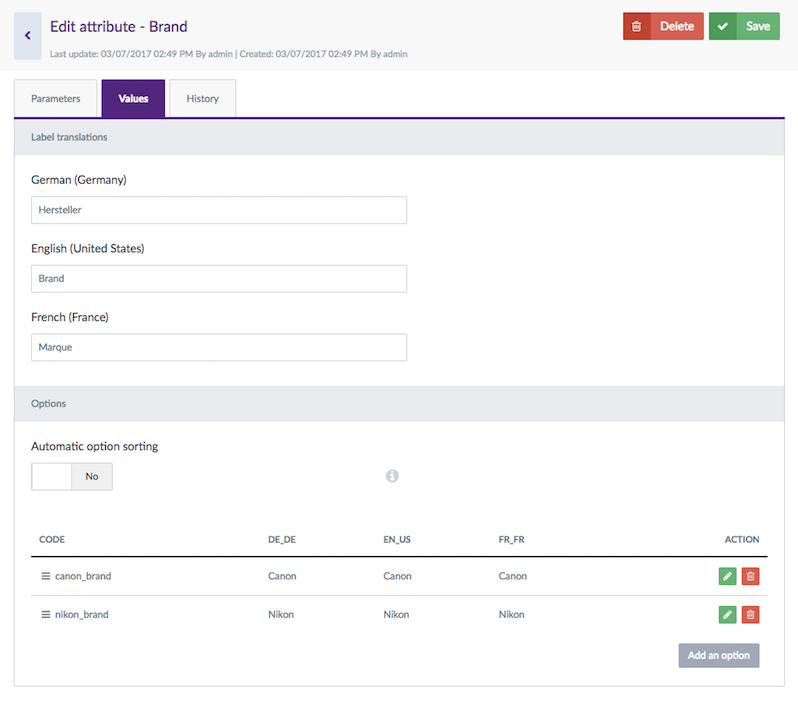 Edit attribute - Brand
Delete
Save
Last update: 03/07/2017 02:49 PM By admin | Created: 03/07/2017 02:49 PM By admin
Parameters
Values
History
Label translations
German (Germany)
Hersteller
English (United States)
Brand
French (France)
Marque
Options
Automatic option sorting
No
CODE DE_DE EN_US FR_FR ACTION
canon_brand Canon Canon Canon
nikon_brand Nikon Nikon Nikon
Add an option